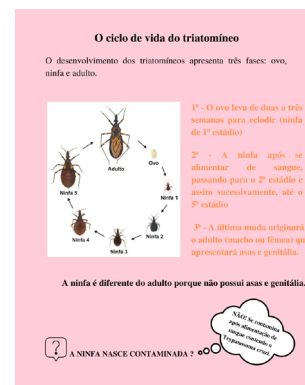 O ciclo de vida do triatomíneo
O desenvolvimento dos triatomíneos apresenta três fases: ovo,
ninfa e adulto.
Adulto
Ovo
Ninfa 1
Ninfa 2
Ninfa 3
Ninfa 4
Ninfa 5
1º - O ovo leva de duas a três
semanas para eclodir (ninfa
de 1º estádio)
2º - A ninfa após se
alimentar de sangue,
passando para o 2º estádio e
assim sucessivamente, até o
5º estádio
3º - A última muda originará
o adulto (macho ou fêmea) qu
apresentará asas e genitália.
A ninfa é diferente do adulto porque não possui asas e genitália.
NÃO! Se contamina
após alimentação de
sangue contendo o
Trypanosoma cruzi.
?
A NINFA NASCE CONTAMINADA ?